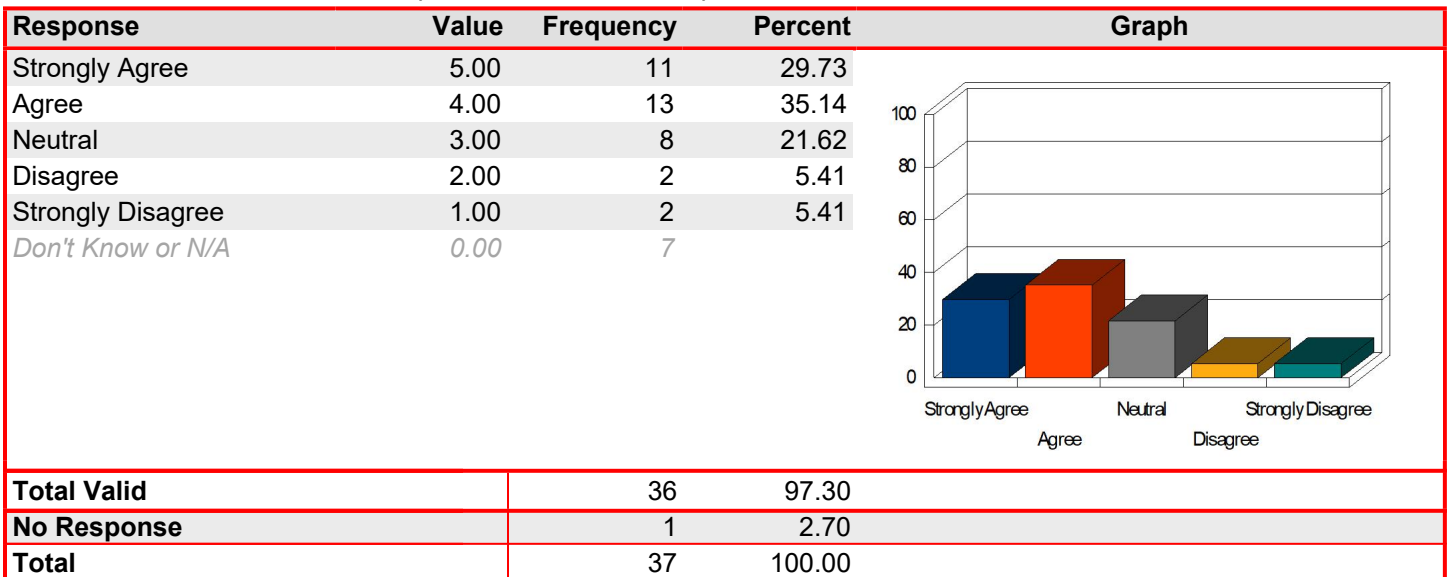 Response Value Frequency Percent Graph
Strongly Agree 5.00 11 29.73
Agree 4.00 13 35.14
Neutral 3.00 8 21.62
Disagree 2.00 2 5.41
Strongly Disagree 1.00 2 5.41
Don't Know or N/A 0.00 7
100
80
60
40
20
0
Strongly Agree Neutral Strongly Disagree
Agree Disagree
Total Valid 36 97.30
No Response 1 2.70
Total 37 100.00